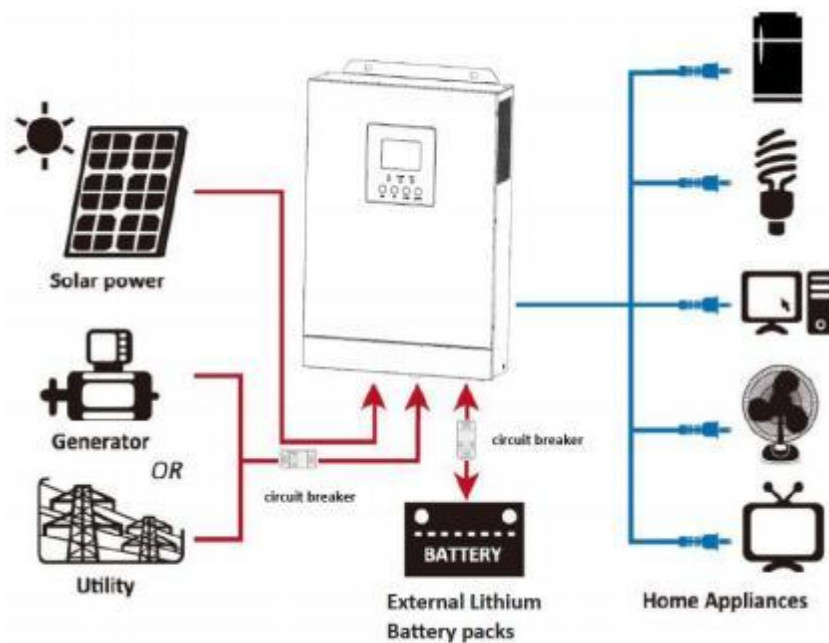 Solar power
Generator
OR
Utility
circuit breaker
circuit breaker
BATTERY
External Lithium
Battery packs
Home Appliances